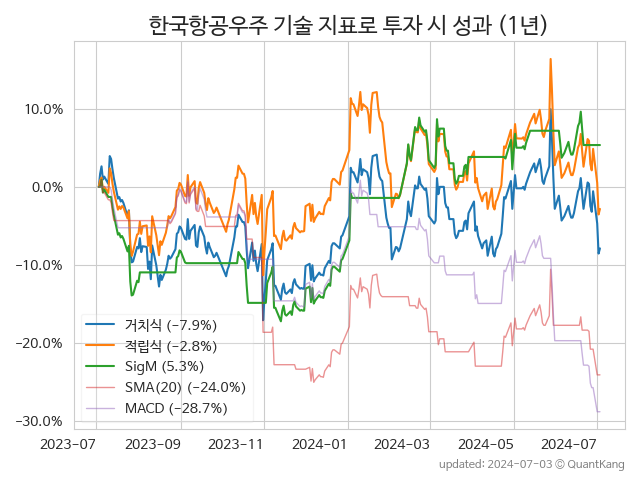 한국항공우주 기술 지표로 투자 시 성과 (1년)
10.0%
0.0%
−10.0%
−20.0%
−30.0%
거치식 (−7.9%)
적립식 (−2.8%)
SigM (5.3%)
SMA(20) (−24.0%)
MACD (−28.7%)
2023-07 2023-09 2023-11 2024-01 2024-03 2024-05 2024-07
updated: 2024-07-03 ⓒ QuantKang